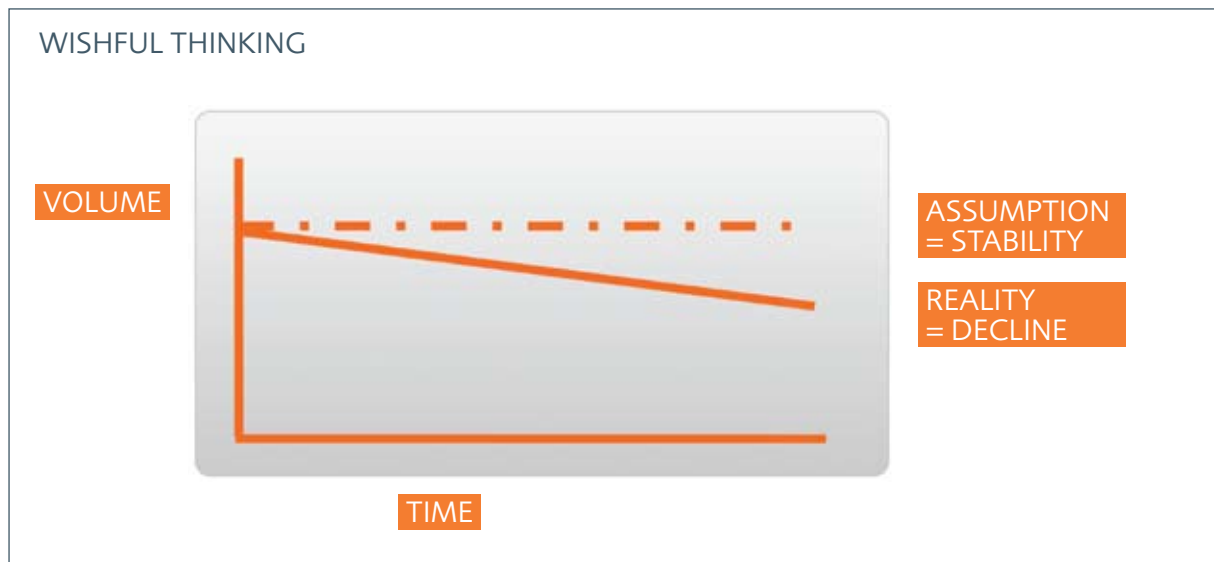 WISHFUL THINKING
VOLUME
ASSUMPTION
= STABILITY
REALITY
= DECLINE
TIME